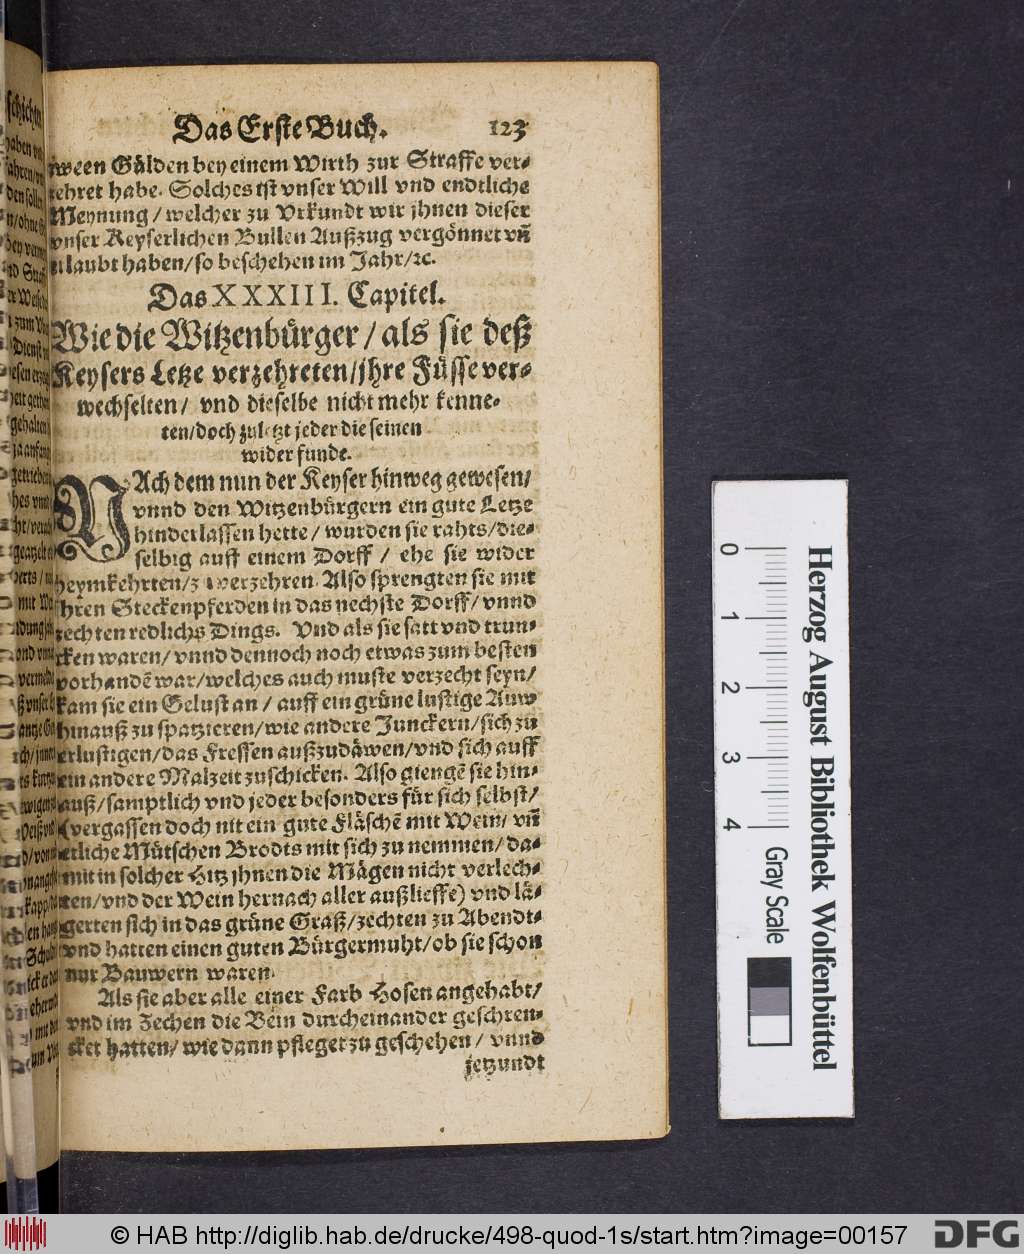 Das Erste Buch. 123
zween Gülden bey einem Wirth zur Straffe ver-
zehret habe. Solches ist vnser Will vnd endtliche
Meynung / welcher zu Vrkundt wir jhnen dieser
vnser Keyserlichen Bullen Außzug vergönnet vñ
erlaubt haben/ so beschehen im Jahr/ ꝛc.
Das XXXIII. Capitel.
Wie die Witzenbürger / als sie deß
Keysers Letze verzehreten/ jhre Füsse ver-
wechselten/ vnd dieselbe nicht mehr kenne-
ten/ doch zuletzt jeder die seinen
wider funde.
NAch dem nun der Keyser hinweg gewesen/
vnnd den Witzenbürgern ein gute Letze
hinderlassen hette / wurden sie rahts/ die-
selbig auff einem Dorff / ehe sie wider
heymkehrten/ zuverzehren. Also sprengten sie mit
jhren Steckenpferden in das nechste Dorff/ vnnd
zechten redlichs Dings. Vnd als sie satt vnd trun-
cken waren/ vnnd dennoch noch etwas zum besten
vorhandẽ war/ welches auch muste verzecht seyn/
kam sie ein Gelust an / auff ein grüne lustige Auw
hinauß zu spatzieren/ wie andere Junckern/ sich zu
erlustigen/ das Fressen außzudäwen/ vnd sich auff
ein andere Malzeit zuschicken. Also giengẽ sie hin-
auß/ samptlich vnd jeder besonders für sich selbst/
(vergassen doch nit ein gute Fläschẽ mit Wein/ vñ
etliche Mütschen Brodts mit sich zu nemmen/ da-
mit in solcher Hitz jhnen die Mägen nicht verlech-
ten/ vnd der Wein hernach aller außlieffe) vnd lä-
gerten sich in das grüne Graß/ zechten zu Abendt-
vnd hatten einen guten Bürgermuht/ ob sie schon
nur Bauwern waren.
Als sie aber alle einer Farb Hosen angehabt/
vnd im Zechen die Bein durcheinander geschren-
cket hatten/ wie dann pfleget zu geschehen / vnnd
jetzundt
0 1 2 3 4
Gray Scale
Herzog August Bibliothek Wolfenbüttel
© HAB http://diglib.hab.de/drucke/498-quod-1s/start.htm?image=00157
DFG